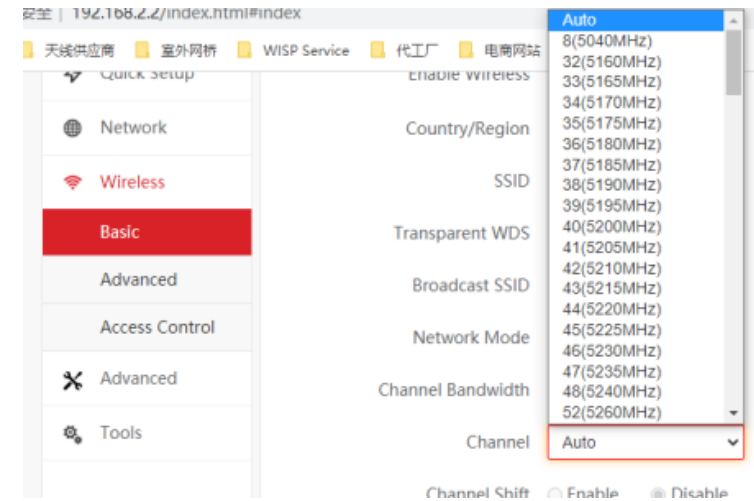 安全 | 192.168.2.2/index.html#index
天线供应商 室外网桥 WISP Service 代工厂 电商网站
Quick Setup
Network
Wireless
Basic
Advanced
Access Control
Advanced
Tools
Enable Wireless
Country/Region
SSID
Transparent WDS
Broadcast SSID
Network Mode
Channel Bandwidth
Channel
Auto
Channel Shift
Enable Disable
Auto
8(5040MHz)
32(5160MHz)
33(5165MHz)
34(5170MHz)
35(5175MHz)
36(5180MHz)
37(5185MHz)
38(5190MHz)
39(5195MHz)
40(5200MHz)
41(5205MHz)
42(5210MHz)
43(5215MHz)
44(5220MHz)
45(5225MHz)
46(5230MHz)
47(5235MHz)
48(5240MHz)
52(5260MHz)